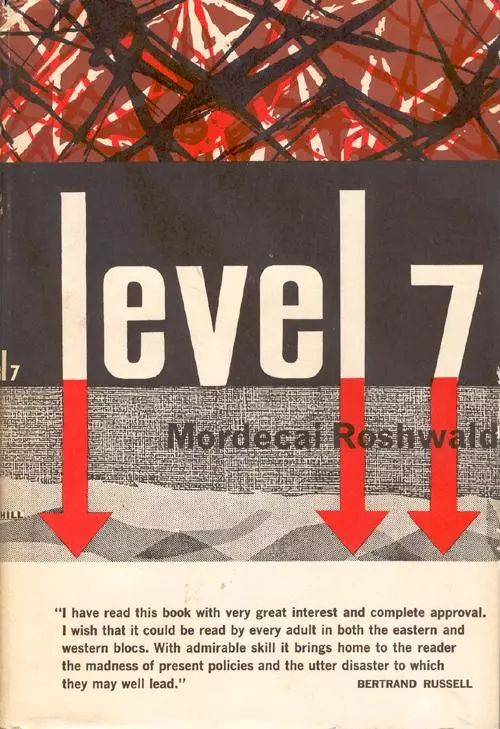 level 7
l7
Mordecai Roshwald
HILL
"I have read this book with very great interest and complete approval.
I wish that it could be read by every adult in both the eastern and
western blocs. With admirable skill it brings home to the reader
the madness of present policies and the utter disaster to which
they may well lead."
BERTRAND RUSSELL